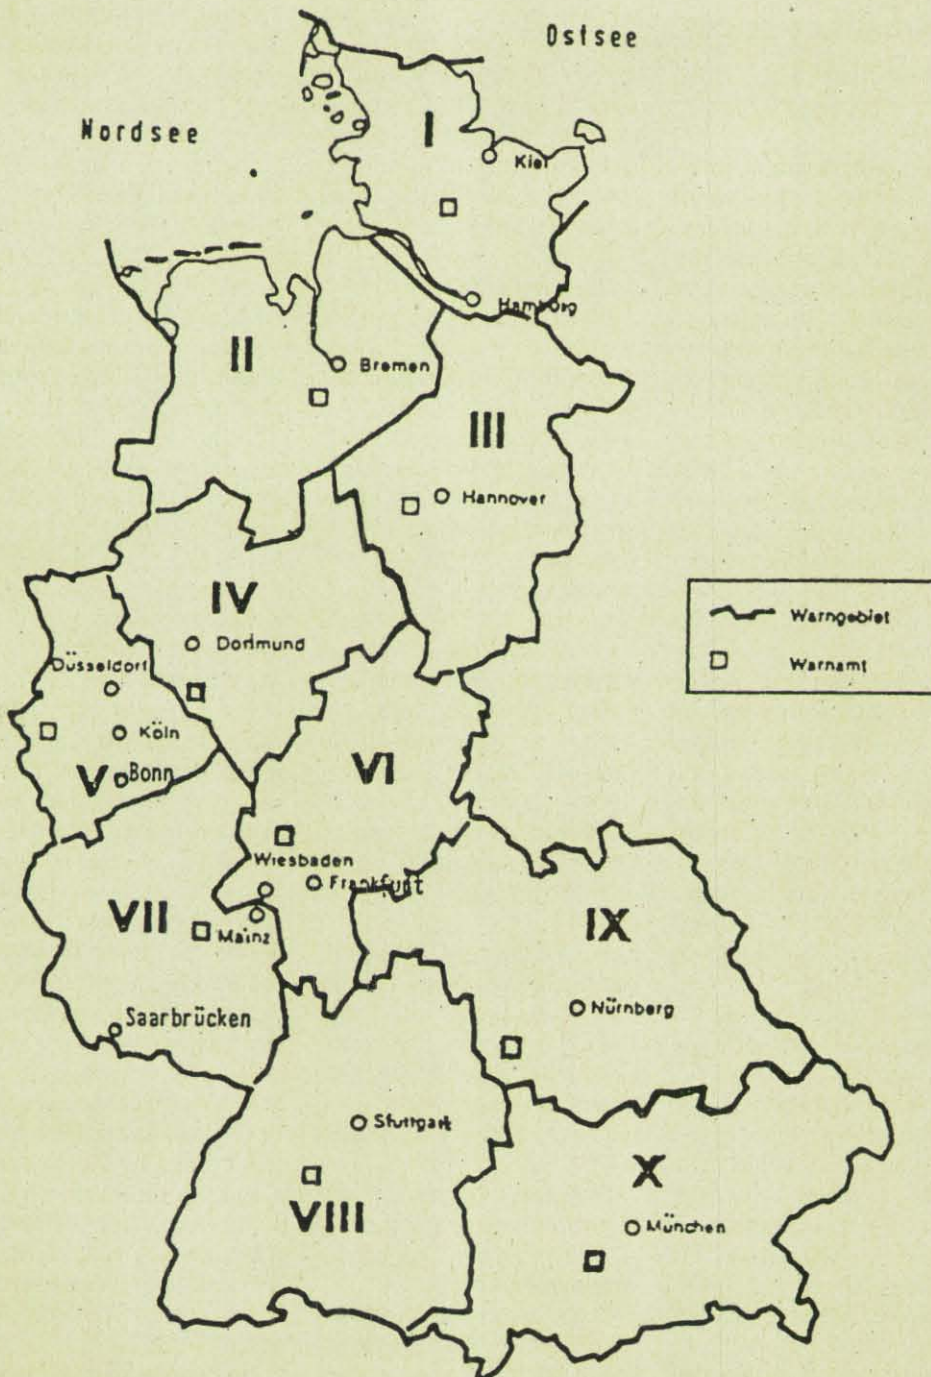 Ostsee
Nordsee
I
Kiel
Hamburg
II
Bremen
III
Hannover
IV
Dortmund
Warngebiet
Warnamt
Düsseldorf
Köln
V
Bonn
VI
Wiesbaden
Frankfurt
VII
Mainz
IX
Nürnberg
Saarbrücken
Stuttgart
VIII
X
München